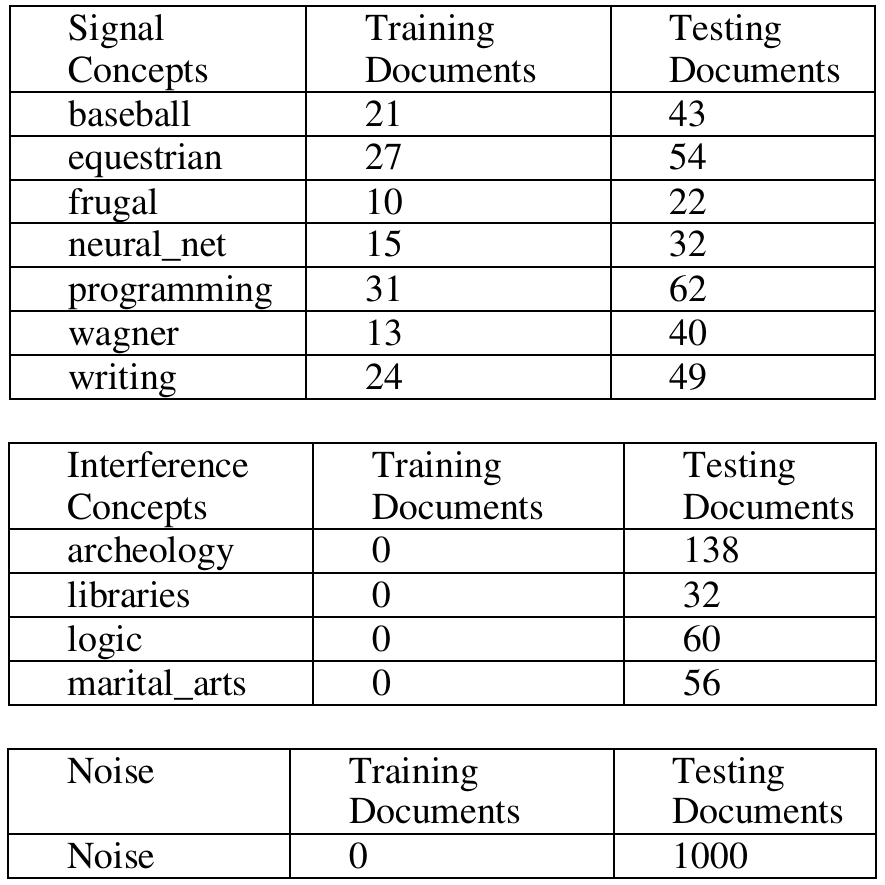 Signal Training Testing
Concepts Documents Documents
baseball 21 43
equestrian 27 54
frugal 10 22
neural_net 15 32
programming 31 62
wagner 13 40
writing 24 49
Interference Training Testing
Concepts Documents Documents
archeology 0 138
libraries 0 32
logic 0 60
marital_arts 0 56
Noise Training Testing
Documents Documents
Noise 0 1000